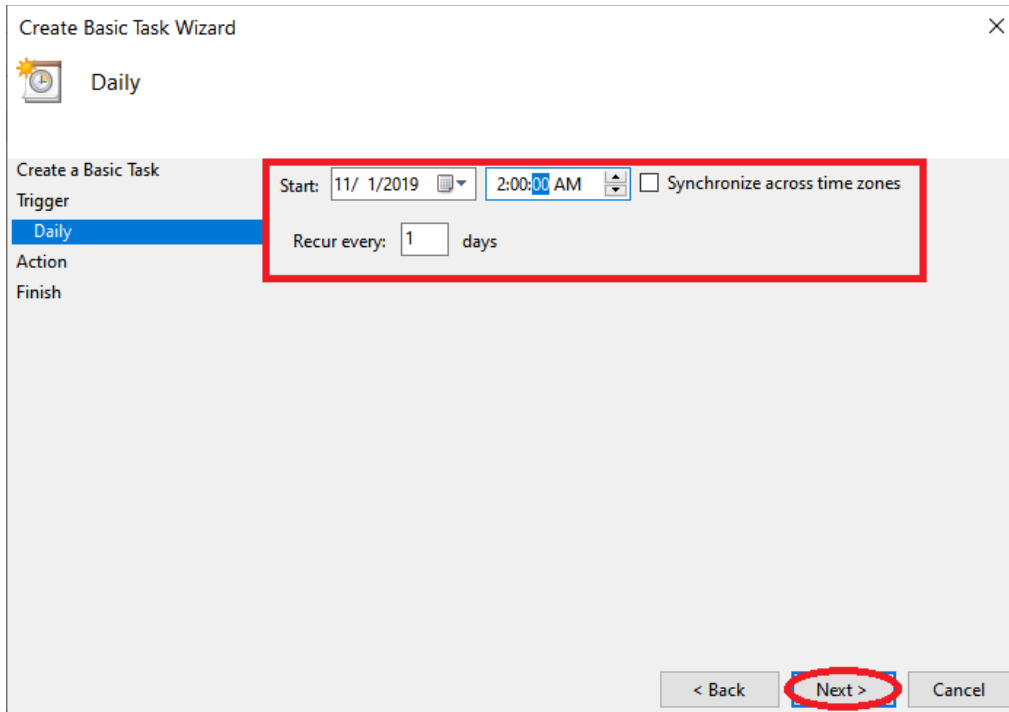 Create Basic Task Wizard
Daily
Create a Basic Task
Trigger
Daily
Action
Finish
Start: 11/ 1/2019 2:00:00 AM Synchronize across time zones
Recur every: 1 days
< Back Next > Cancel